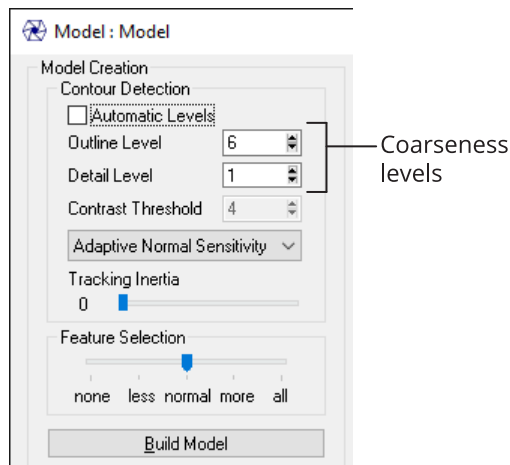 Model : Model
Model Creation
Contour Detection
Automatic Levels
Outline Level 6
Detail Level 1
Coarseness
levels
Contrast Threshold 4
Adaptive Normal Sensitivity
Tracking Inertia
0
Feature Selection
none less normal more all
Build Model